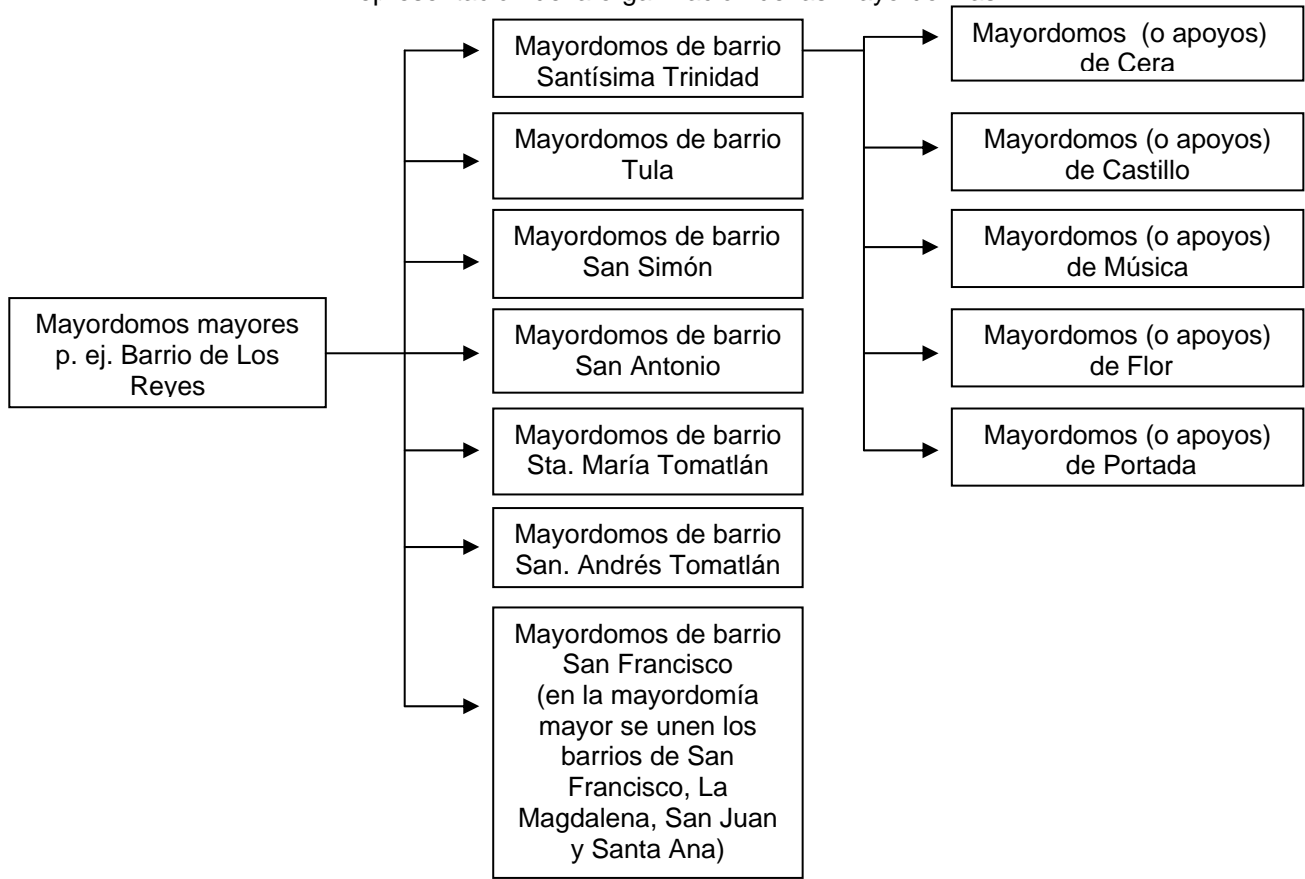 Mayordomos mayores
p. ej. Barrio de Los
Reyes
Mayordomos de barrio
Santísima Trinidad
Mayordomos de barrio
Tula
Mayordomos de barrio
San Simón
Mayordomos de barrio
San Antonio
Mayordomos de barrio
Sta. María Tomatlán
Mayordomos de barrio
San. Andrés Tomatlán
Mayordomos de barrio
San Francisco
(en la mayordomía
mayor se unen los
barrios de San
Francisco, La
Magdalena, San Juan
y Santa Ana)
Mayordomos (o apoyos)
de Cera
Mayordomos (o apoyos)
de Castillo
Mayordomos (o apoyos)
de Música
Mayordomos (o apoyos)
de Flor
Mayordomos (o apoyos)
de Portada